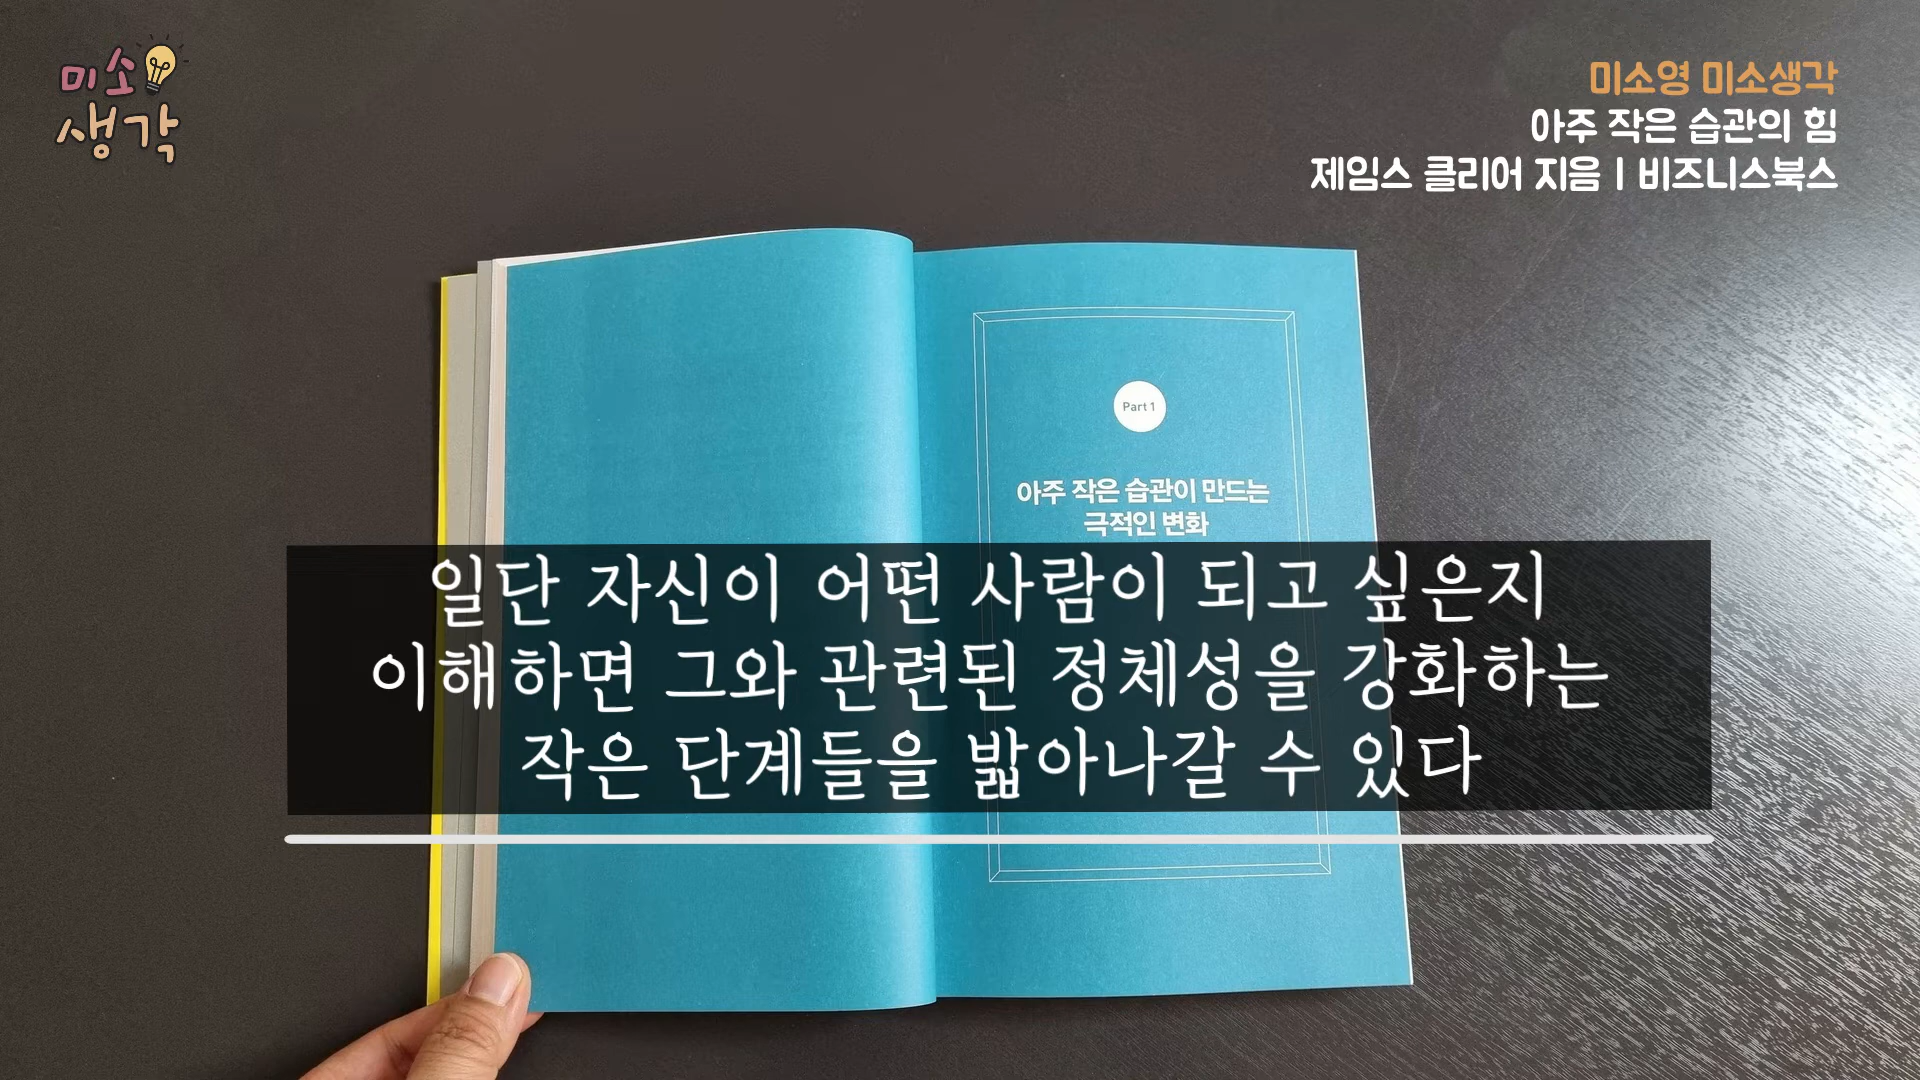 미소
생각
미소영 미소생각
아주 작은 습관의 힘
제임스 클리어 지음 | 비즈니스북스
Part 1
아주 작은 습관이 만드는
극적인 변화
일단 자신이 어떤 사람이 되고 싶은지
이해하면 그와 관련된 정체성을 강화하는
작은 단계들을 밟아나갈 수 있다